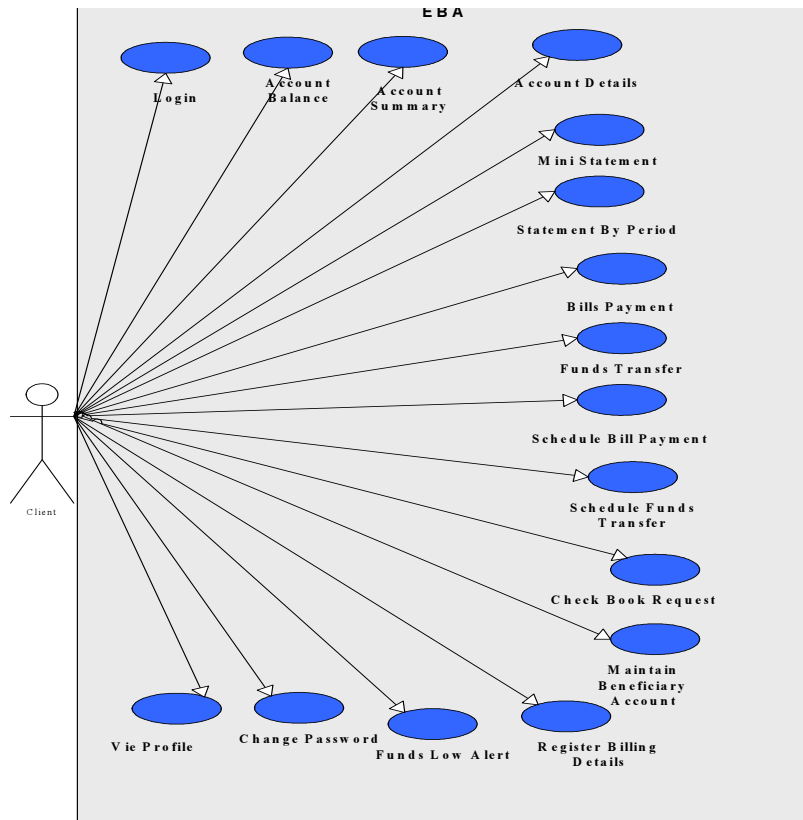 EBA
Login
Account
Balance
Account
Summary
Account Details
Mini Statement
Statement By Period
Bills Payment
Funds Transfer
Schedule Bill Payment
Client
Schedule Funds
Transfer
Check Book Request
Maintain
Beneficiary
Account
Vie Profile
Change Password
Funds Low Alert
Register Billing
Details